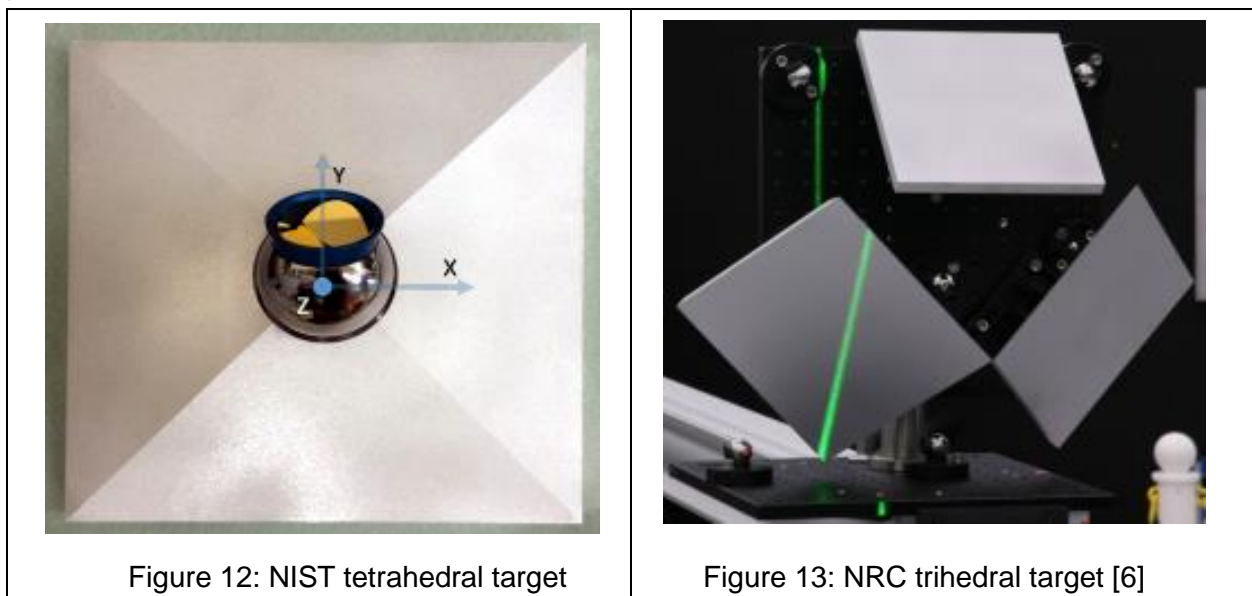 Y
X
Z
Figure 12: NIST tetrahedral target
Figure 13: NRC trihedral target [6]